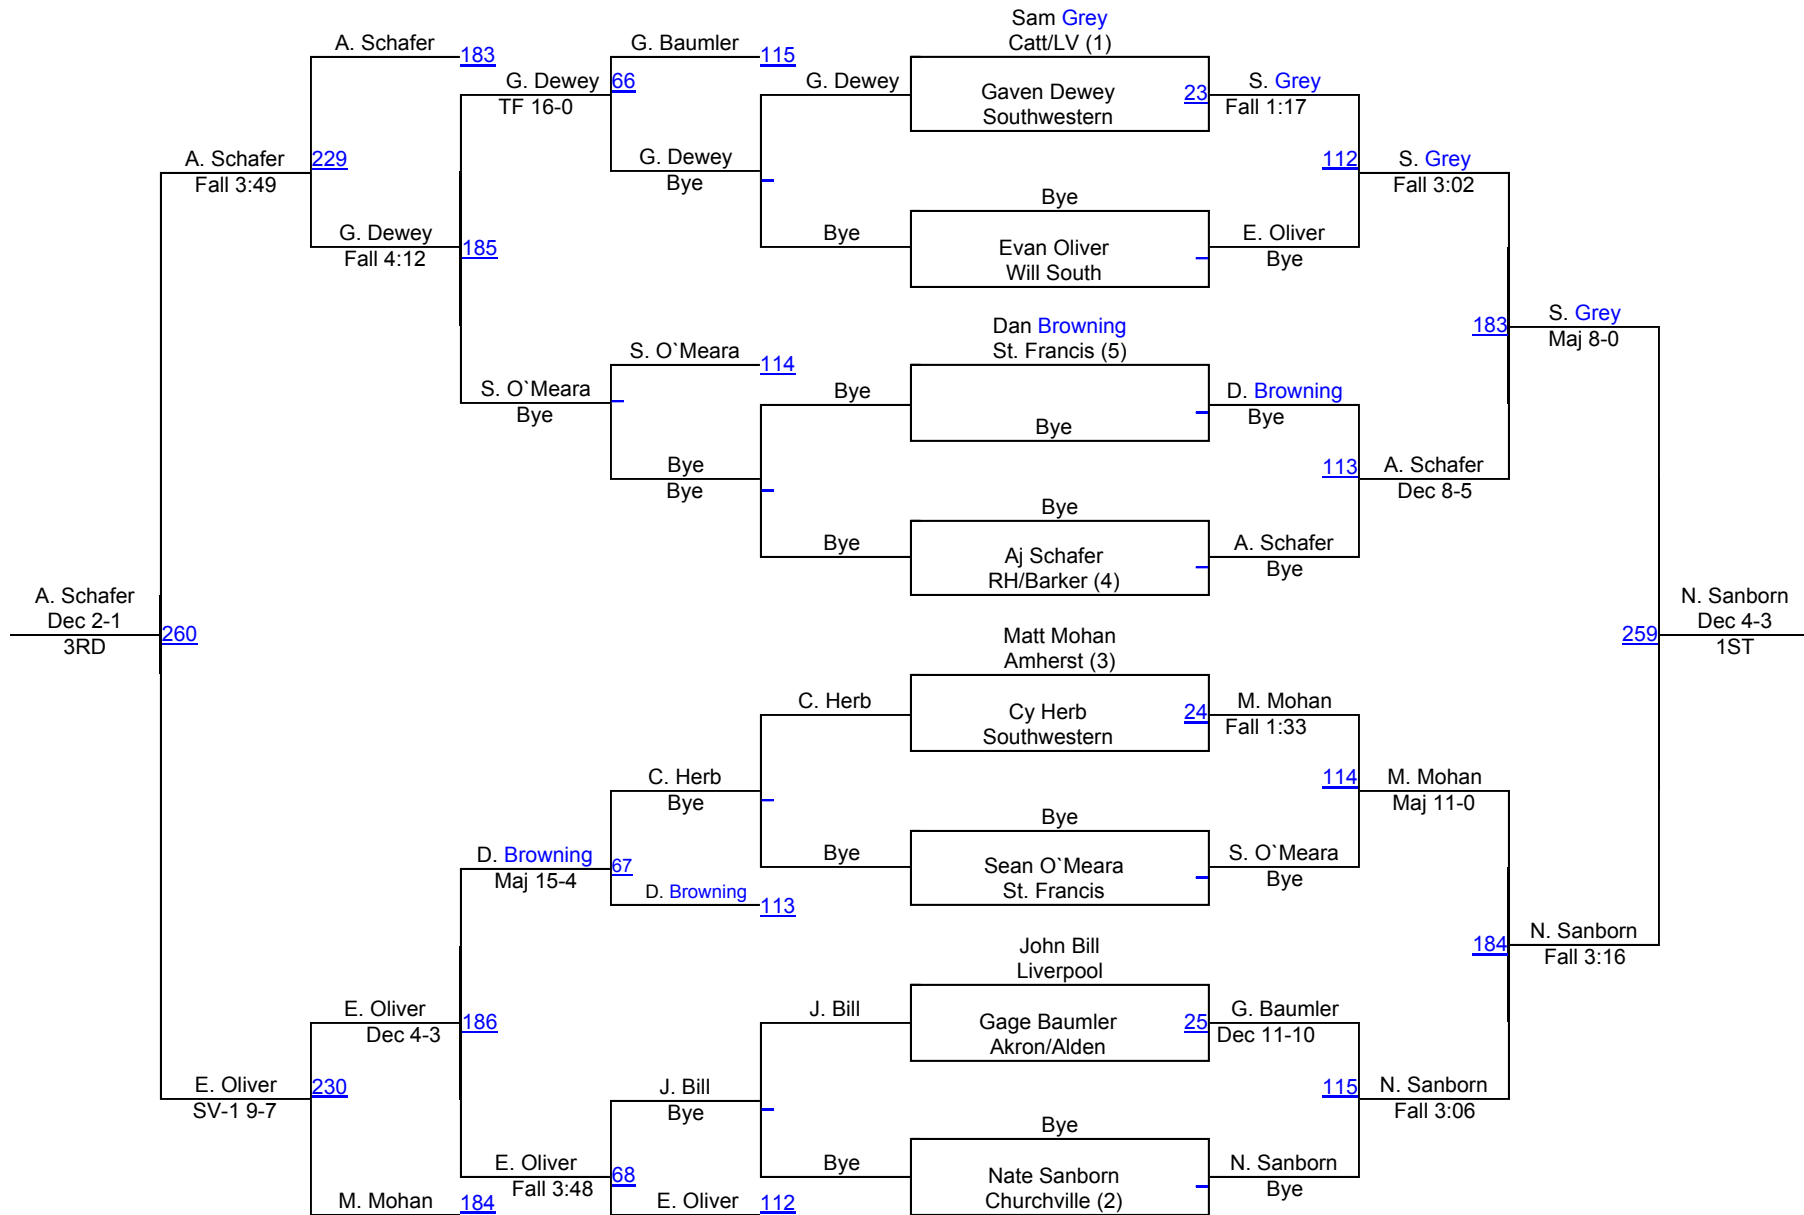 Sam Grey
A. Schafer
G. Baumler
Catt/LV (1)
183
115
G. Dewey
66
G. Dewey
Gaven Dewey
23
S. Grey
TF 16-0
Southwestern
Fall 1:17
A. Schafer
229
G. Dewey
112
S. Grey
Fall 3:49
Bye
Fall 3:02
Bye
G. Dewey
185
Bye
Evan Oliver
E. Oliver
Fall 4:12
Will South
Bye
Dan Browning
183
S. Grey
S. O`Meara
114
St. Francis (5)
Maj 8-0
S. O`Meara
Bye
D. Browning
Bye
Bye
Bye
Bye
113
A. Schafer
Bye
Dec 8-5
Bye
Bye
Aj Schafer
A. Schafer
RH/Barker (4)
Bye
A. Schafer
N. Sanborn
Dec 2-1
260
Matt Mohan
259
Dec 4-3
3RD
Amherst (3)
1ST
C. Herb
Cy Herb
24
M. Mohan
Southwestern
Fall 1:33
C. Herb
114
M. Mohan
Bye
Maj 11-0
Bye
D. Browning
67
Bye
Sean O`Meara
S. O`Meara
Maj 15-4
St. Francis
Bye
D. Browning
113
John Bill
184
N. Sanborn
Liverpool
Fall 3:16
E. Oliver
186
J. Bill
Gage Baumler
25
G. Baumler
Dec 4-3
Akron/Alden
Dec 11-10
E. Oliver
230
J. Bill
115
N. Sanborn
SV-1 9-7
Bye
Fall 3:06
Bye
E. Oliver
68
Bye
Nate Sanborn
N. Sanborn
Fall 3:48
Churchville (2)
Bye
M. Mohan
184
E. Oliver
112